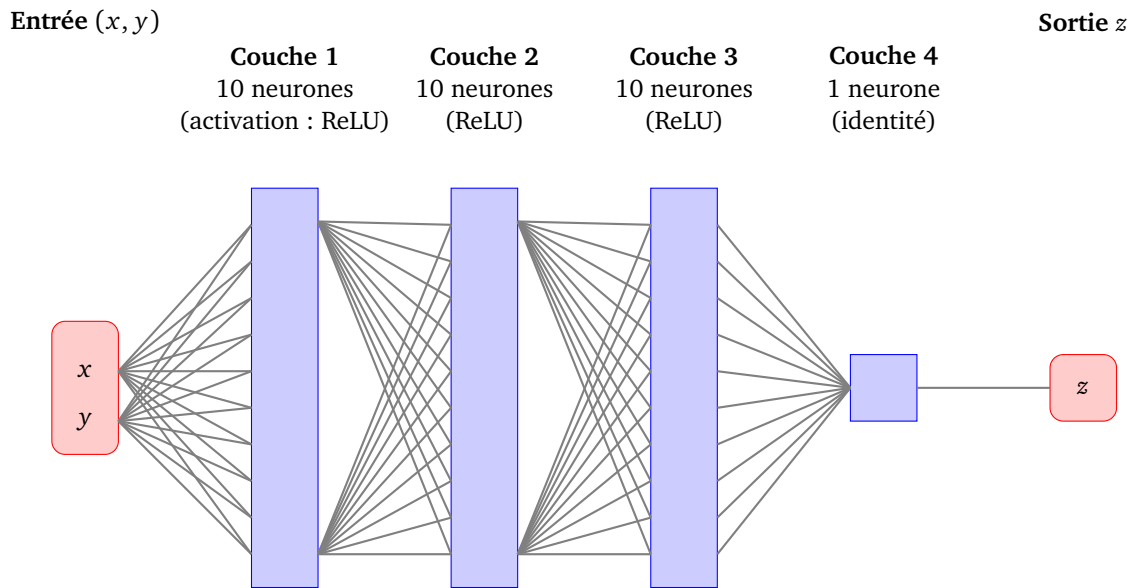 Entrée (x, y)
Sortie z
Couche 1
10 neurones
(activation : ReLU)
Couche 2
10 neurones
(ReLU)
Couche 3
10 neurones
(ReLU)
Couche 4
1 neurone
(identité)
x
y
z